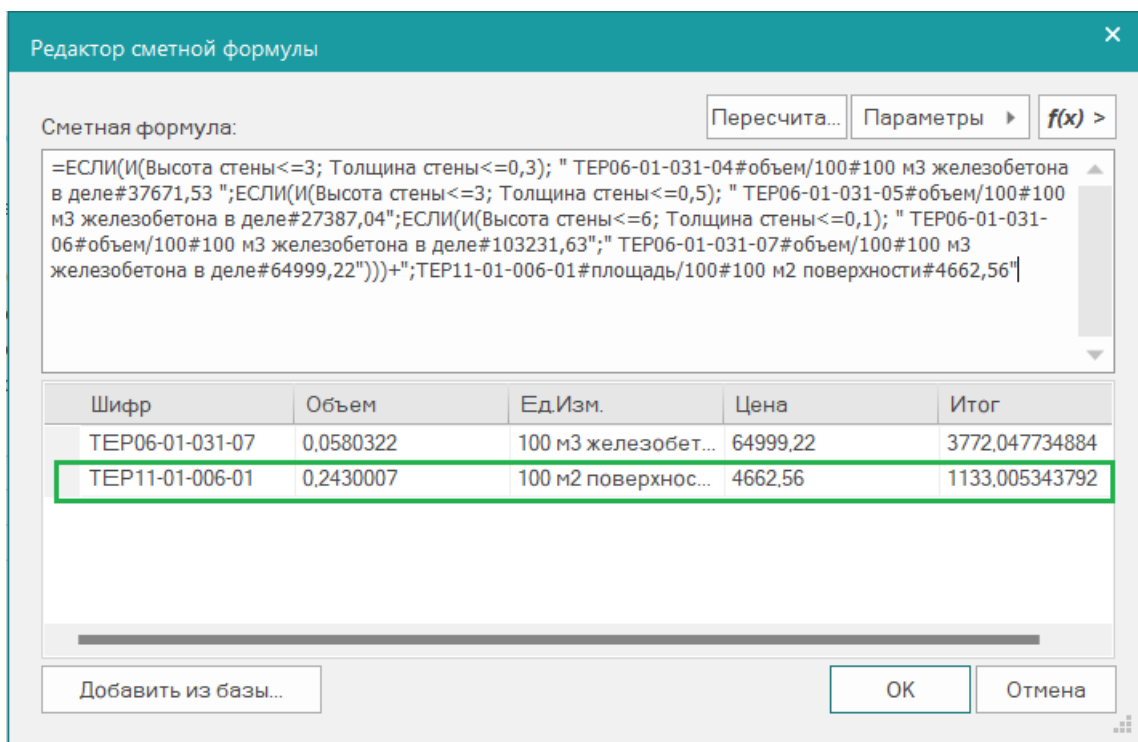 Редактор сметной формулы
Сметная формула:
Пересчита... Параметры f(x) >
=ЕСЛИ(И(Высота стены<=3; Толщина стены<=0,3); " ТЕР06-01-031-04#объем/100#100 м3 железобетона
в деле#37671,53 ";ЕСЛИ(И(Высота стены<=3; Толщина стены<=0,5); " ТЕР06-01-031-05#объем/100#100
м3 железобетона в деле#27387,04";ЕСЛИ(И(Высота стены<=6; Толщина стены<=0,1); " ТЕР06-01-031-
06#объем/100#100 м3 железобетона в деле#103231,63";" ТЕР06-01-031-07#объем/100#100 м3
железобетона в деле#64999,22")))+";ТЕР11-01-006-01#площадь/100#100 м2 поверхности#4662,56"
Шифр Объем Ед.Изм. Цена Итог
ТЕР06-01-031-07 0,0580322 100 м3 железобет... 64999,22 3772,047734884
ТЕР11-01-006-01 0,2430007 100 м2 поверхнос... 4662,56 1133,005343792
Добавить из базы... ОК Отмена